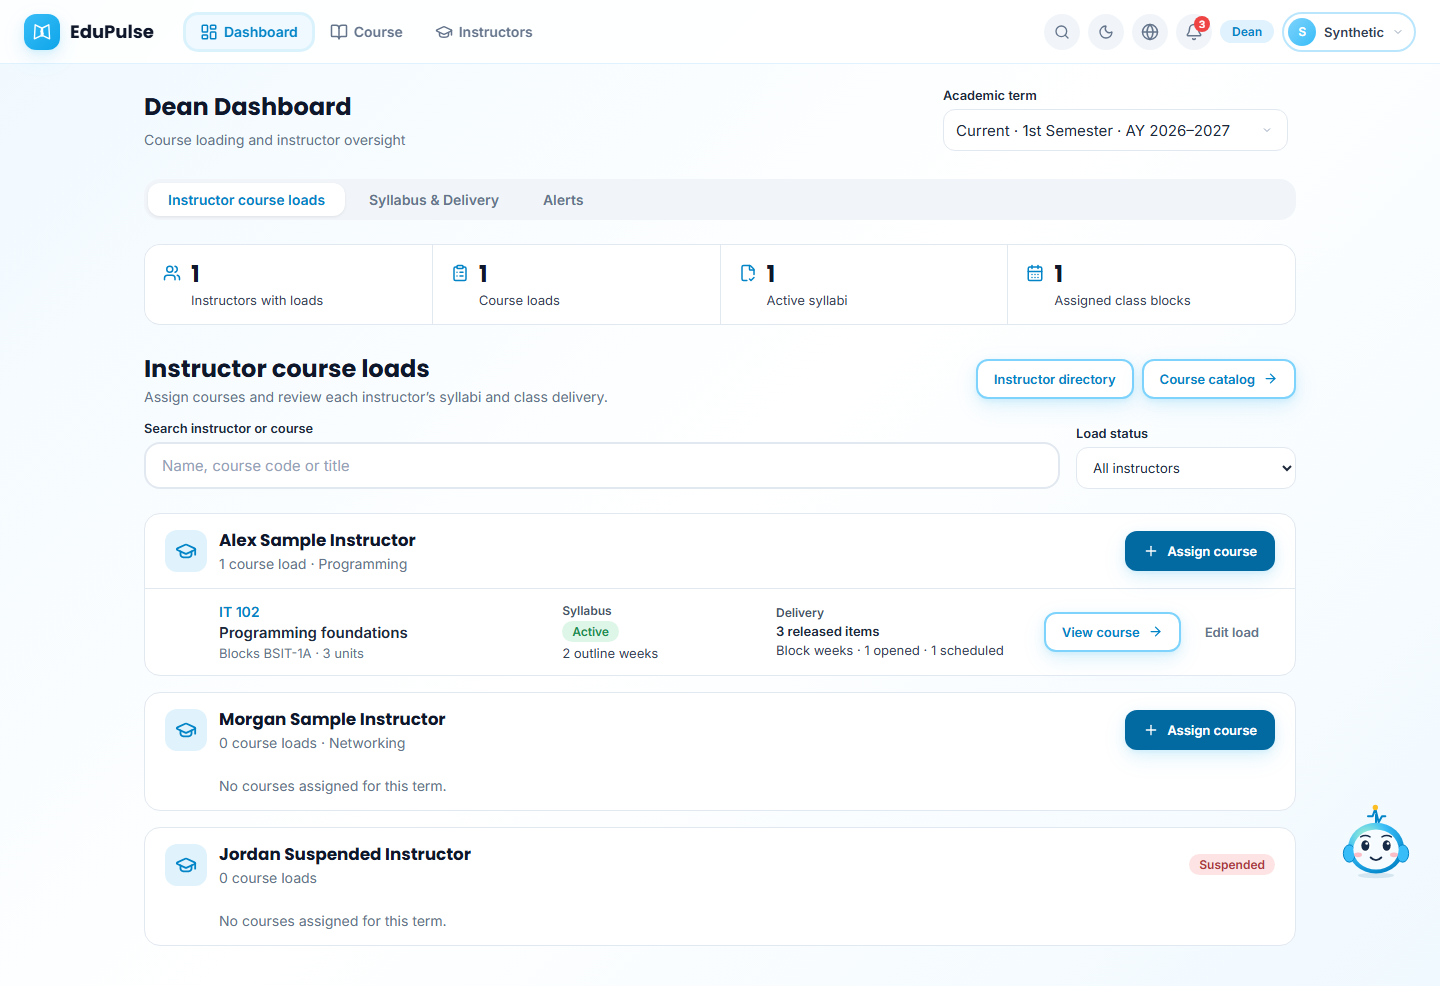 EduPulse
Dashboard
Course
Instructors
3
Dean
S
Synthetic
Dean Dashboard
Course loading and instructor oversight
Academic term
Current · 1st Semester · AY 2026–2027
Instructor course loads
Syllabus & Delivery
Alerts
1
Instructors with loads
1
Course loads
1
Active syllabi
1
Assigned class blocks
Instructor course loads
Assign courses and review each instructor’s syllabi and class delivery.
Instructor directory
Course catalog
Search instructor or course
Name, course code or title
Load status
All instructors
Alex Sample Instructor
1 course load · Programming
Assign course
IT 102
Programming foundations
Blocks BSIT-1A · 3 units
Syllabus
Active
2 outline weeks
Delivery
3 released items
Block weeks · 1 opened · 1 scheduled
View course
Edit load
Morgan Sample Instructor
0 course loads · Networking
Assign course
No courses assigned for this term.
Jordan Suspended Instructor
0 course loads
Suspended
No courses assigned for this term.